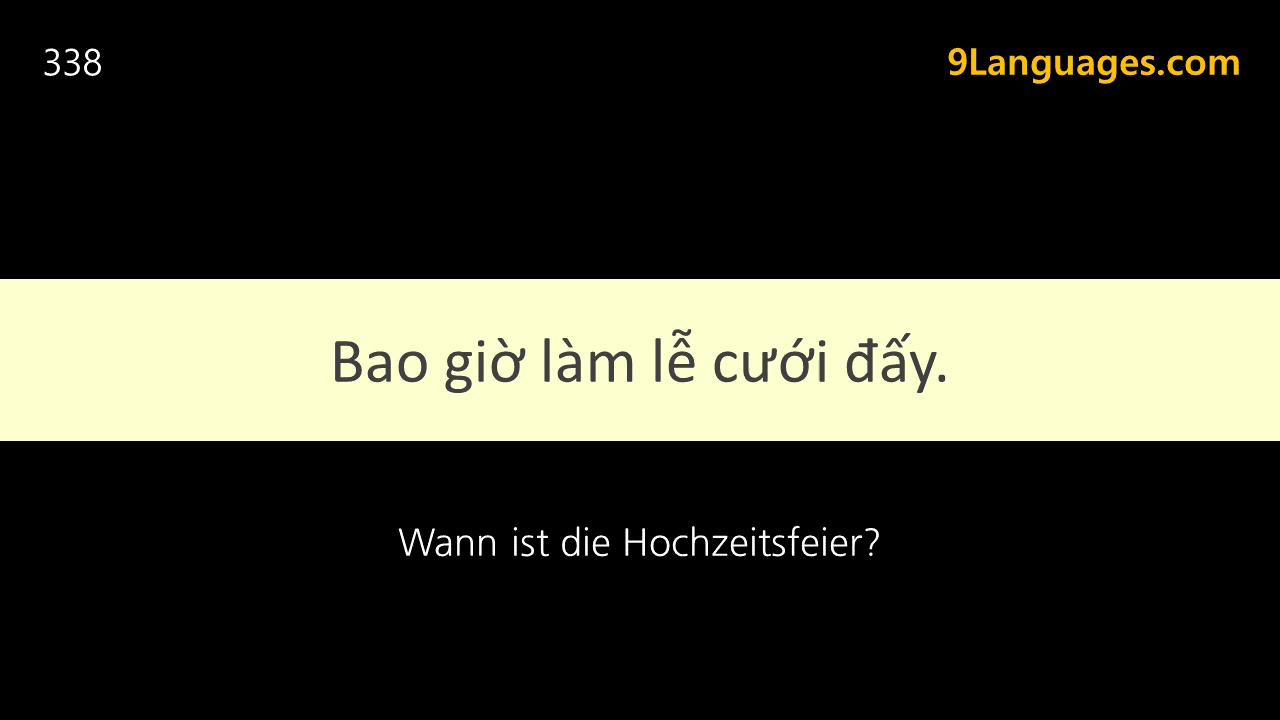 338
9Languages.com
Bao giờ làm lễ cưới đấy.
Wann ist die Hochzeitsfeier?